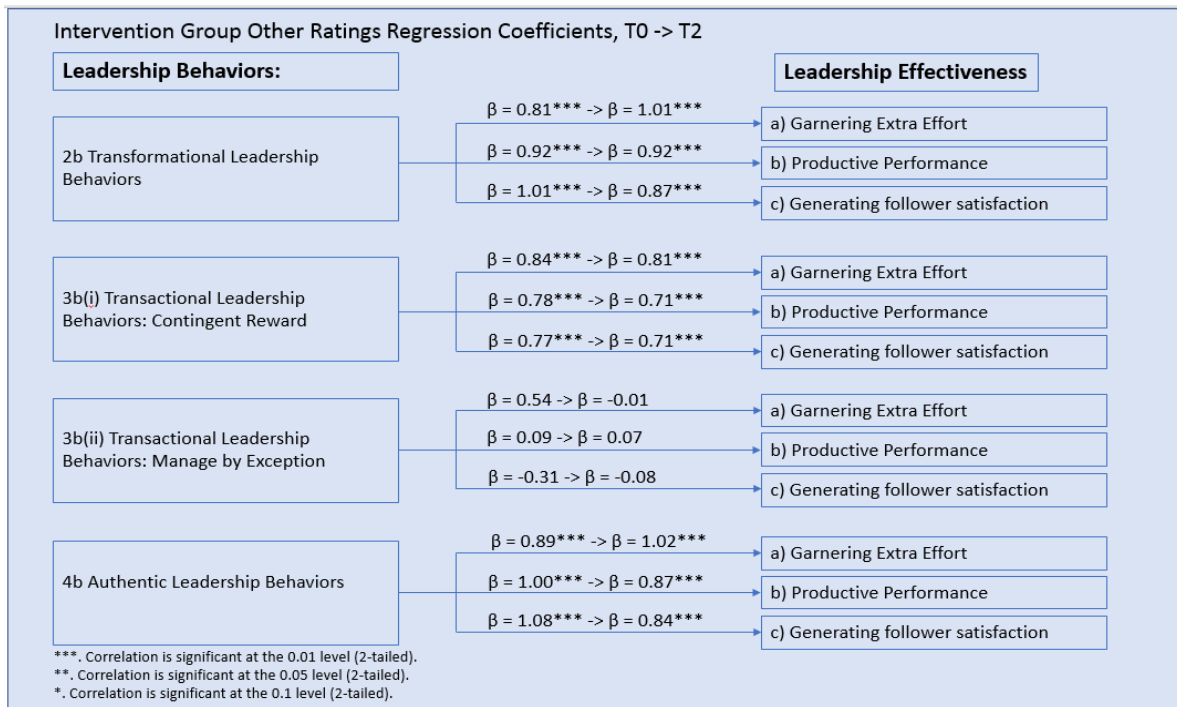 Intervention Group Other Ratings Regression Coefficients, T0 -> T2
Leadership Behaviors:
Leadership Effectiveness
2b Transformational Leadership
Behaviors
β = 0.81*** -> β = 1.01***
a) Garnering Extra Effort
β = 0.92*** -> β = 0.92***
b) Productive Performance
β = 1.01*** -> β = 0.87***
c) Generating follower satisfaction
3b(i) Transactional Leadership
Behaviors: Contingent Reward
β = 0.84*** -> β = 0.81***
a) Garnering Extra Effort
β = 0.78*** -> β = 0.71***
b) Productive Performance
β = 0.77*** -> β = 0.71***
c) Generating follower satisfaction
3b(ii) Transactional Leadership
Behaviors: Manage by Exception
β = 0.54 -> β = -0.01
a) Garnering Extra Effort
β = 0.09 -> β = 0.07
b) Productive Performance
β = -0.31 -> β = -0.08
c) Generating follower satisfaction
4b Authentic Leadership Behaviors
β = 0.89*** -> β = 1.02***
a) Garnering Extra Effort
β = 1.00*** -> β = 0.87***
b) Productive Performance
β = 1.08*** -> β = 0.84***
c) Generating follower satisfaction
***. Correlation is significant at the 0.01 level (2-tailed).
**. Correlation is significant at the 0.05 level (2-tailed).
*. Correlation is significant at the 0.1 level (2-tailed).